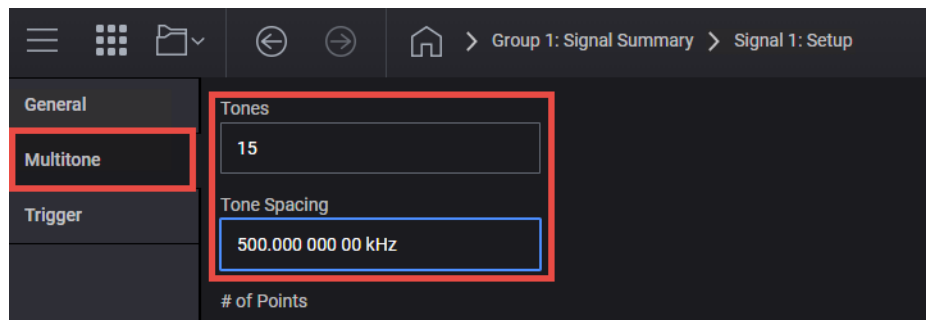 Group 1: Signal Summary > Signal 1: Setup
General
Multitone
Trigger
Tones
15
Tone Spacing
500.000 000 00 kHz
# of Points